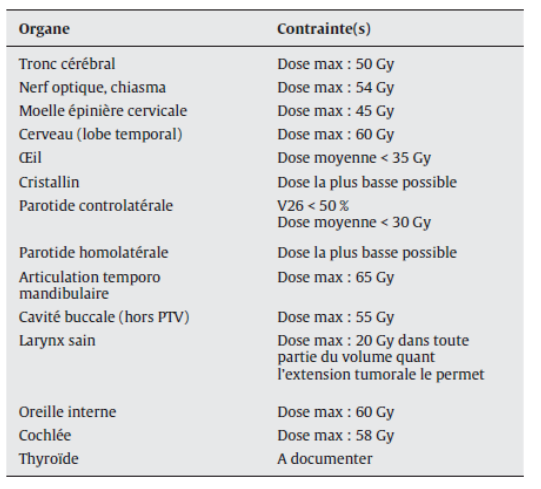 Organe Contrainte(s)
Tronc cérébral Dose max : 50 Gy
Nerf optique, chiasma Dose max : 54 Gy
Moelle épinière cervicale Dose max : 45 Gy
Cerveau (lobe temporal) Dose max : 60 Gy
Œil Dose moyenne < 35 Gy
Cristallin Dose la plus basse possible
Parotide controlatérale V26 < 50 %
Dose moyenne < 30 Gy
Parotide homolatérale Dose la plus basse possible
Articulation temporo Dose max : 65 Gy
mandibulaire
Cavité buccale (hors PTV) Dose max : 55 Gy
Larynx sain Dose max : 20 Gy dans toute
partie du volume quant
l'extension tumorale le permet
Oreille interne Dose max : 60 Gy
Cochlée Dose max : 58 Gy
Thyroïde A documenter